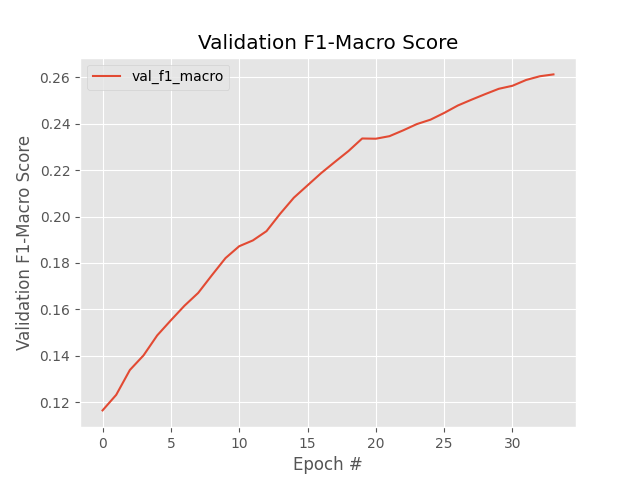 Validation F1-Macro Score
val_f1_macro
Validation F1-Macro Score
0.26
0.24
0.22
0.20
0.18
0.16
0.14
0.12
0 5 10 15 20 25 30
Epoch #